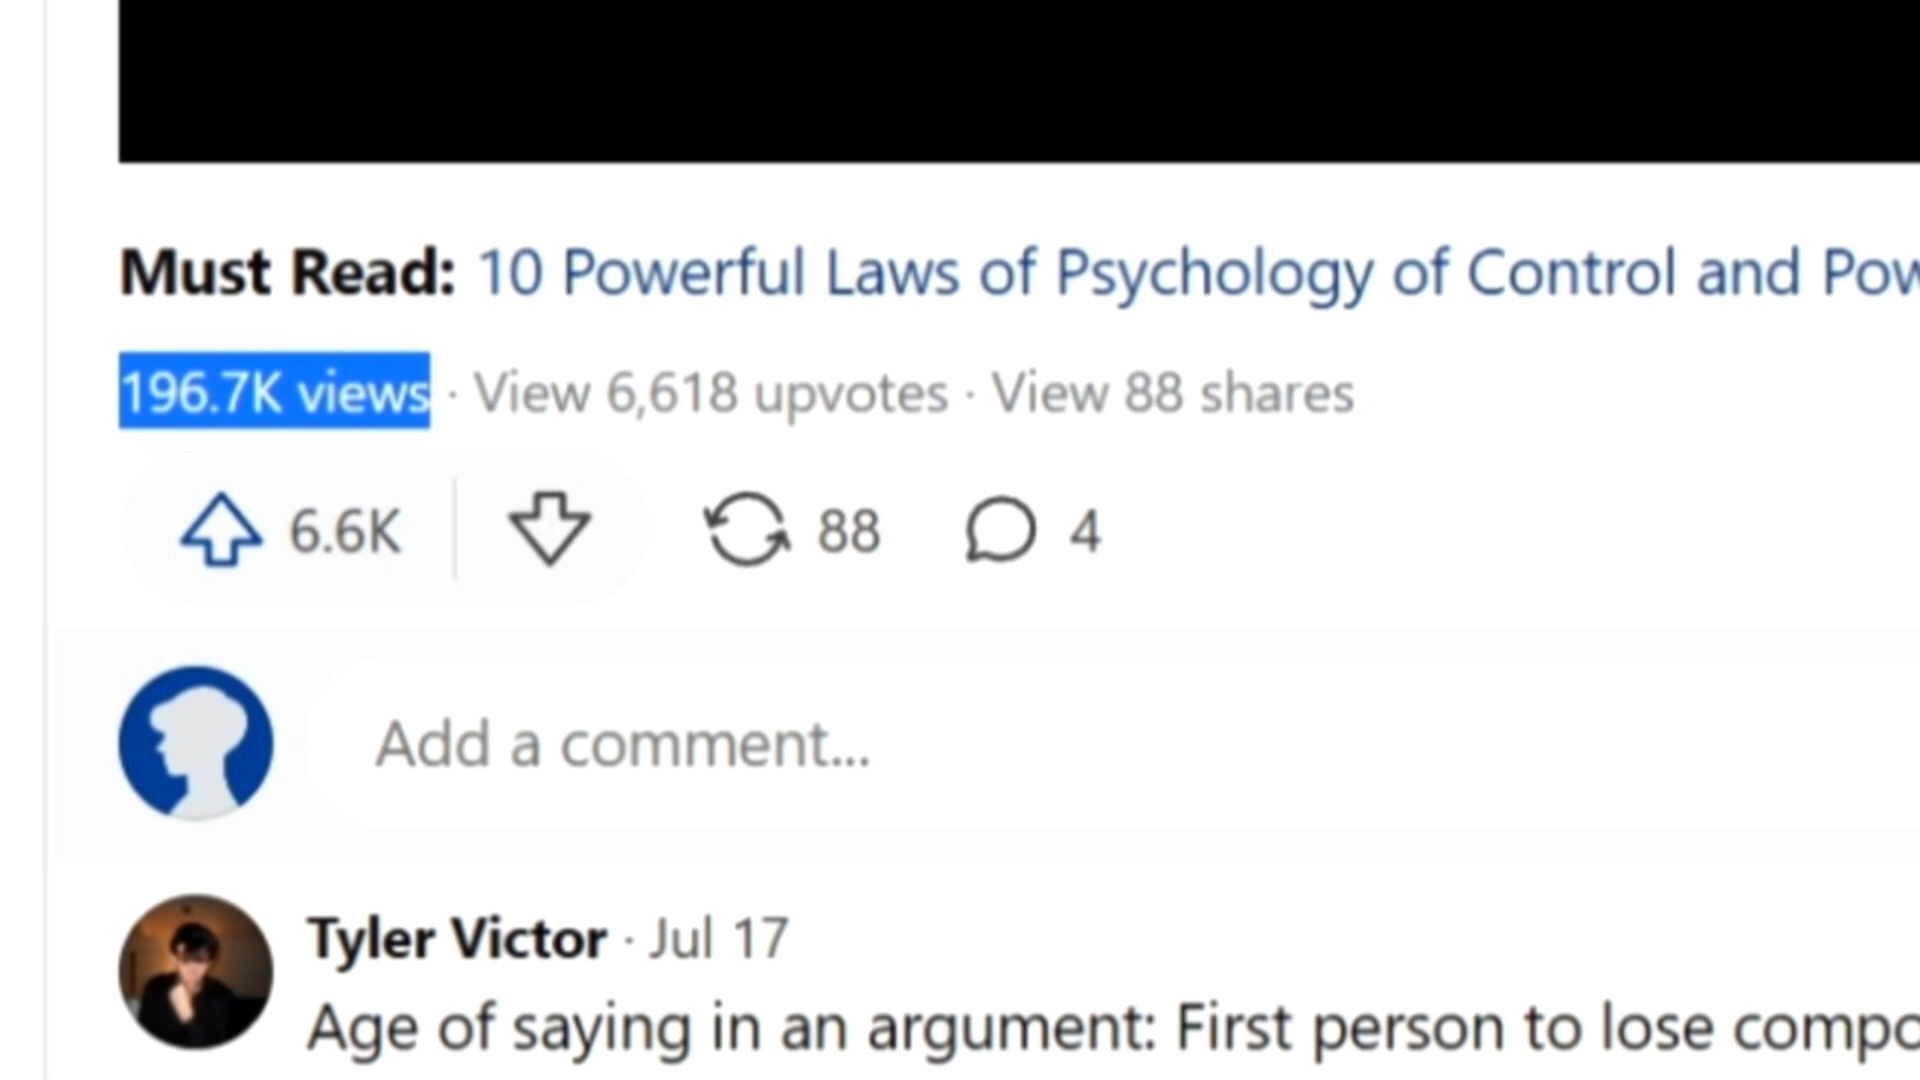 Must Read: 10 Powerful Laws of Psychology of Control and
196.7K views · View 6,618 upvotes · View 88 shares
6.6K 88 4
Add a comment...
Tyler Victor · Jul 17
Age of saying in an argument: First person to lose